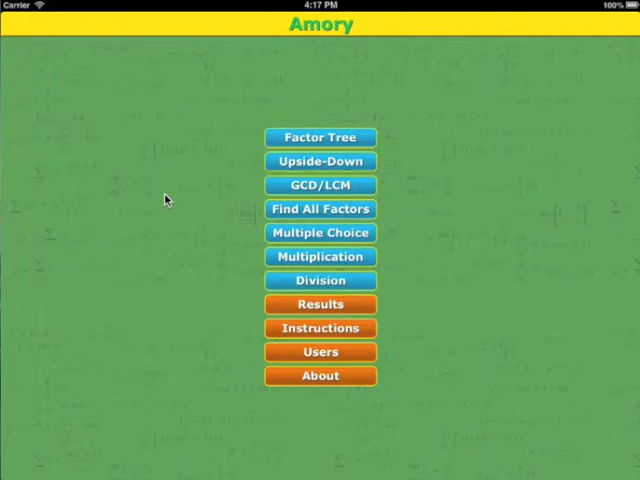 Carrier 4:17 PM 100%
Amory
Factor Tree
Upside-Down
GCD/LCM
Find All Factors
Multiple Choice
Multiplication
Division
Results
Instructions
Users
About